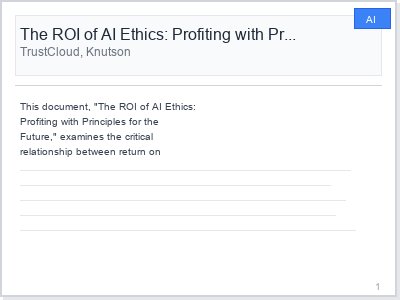 AI
The ROI of AI Ethics: Profiting with Pr...
TrustCloud, Knutson
This document, "The ROI of AI Ethics:
Profiting with Principles for the
Future," examines the critical
relationship between return on
1